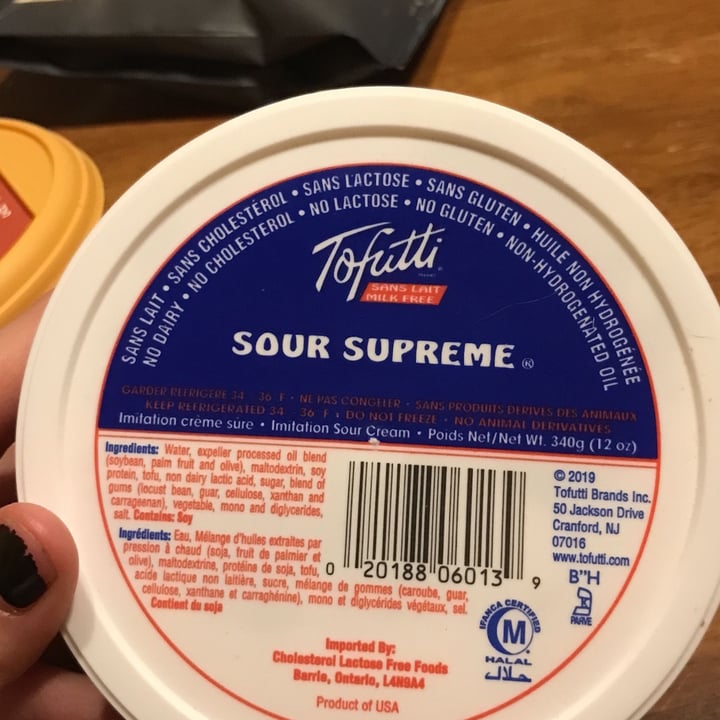 SANS LAIT • SANS CHOLESTÉROL • SANS LACTOSE • SANS GLUTEN • HUILE NON HYDROGÉNÉE
NO DAIRY • NO CHOLESTEROL • NO LACTOSE • NO GLUTEN • NON-HYDROGENATED OIL
Tofutti
SANS LAIT
MILK FREE
SOUR SUPREME ®
GARDER REFRIGERE 34 - 36 F • NE PAS CONGELER • SANS PRODUITS DERIVES DES ANIMAUX
KEEP REFRIGERATED 34 - 36 F • DO NOT FREEZE • NO ANIMAL DERIVATIVES
Imitation crème sure • Imitation Sour Cream • Poids Net/Net Wt. 340g (12 oz)
Ingredients: Water, expeller processed oil blend
(soybean, palm fruit and olive), maltodextrin, soy
protein, tofu, non dairy lactic acid, sugar, blend of
gums (locust bean, guar, cellulose, xanthan and
carrageenan), vegetable, mono and diglycerides,
salt. Contains: Soy
Ingrédients: Eau, Mélange d'huiles extraites par
pression à chaud (soja, fruit du palmier et
olive), maltodextrine, protéine de soja, tofu,
acide lactique non laitière, sucre, mélange de gommes (caroube, guar,
cellulose, xanthane et carraghénine), mono et diglycérides végétaux, sel.
Contient du soja
0 20188 06013 9
© 2019
Tofutti Brands Inc.
50 Jackson Drive
Cranford, NJ
07016
www.tofutti.com
B"H
PARVE
IFANCA CERTIFIED
M
HALAL
حلال
Imported By:
Cholesterol Lactose Free Foods
Barrie, Ontario, L4N9A4
Product of USA